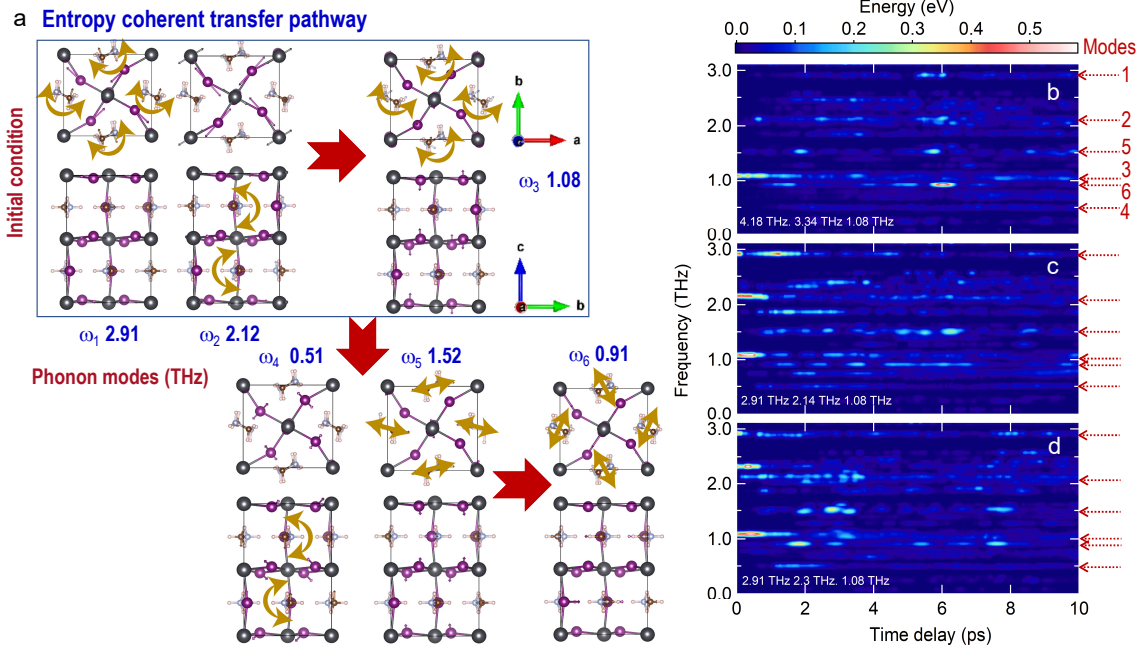 a Entropy coherent transfer pathway
Initial condition
b
a
c
ω3 1.08
c
a
b
ω1 2.91
ω2 2.12
Phonon modes (THz)
ω4 0.51
ω5 1.52
ω6 0.91
Energy (eV)
0.0 0.1 0.2 0.3 0.4 0.5
Modes
Frequency (THz)
3.0
2.0
1.0
0.0
b
4.18 THz. 3.34 THz 1.08 THz
1
2
5
3
6
4
3.0
2.0
1.0
0.0
c
2.91 THz 2.14 THz 1.08 THz
3.0
2.0
1.0
0.0
d
2.91 THz 2.3 THz. 1.08 THz
0 2 4 6 8 10
Time delay (ps)